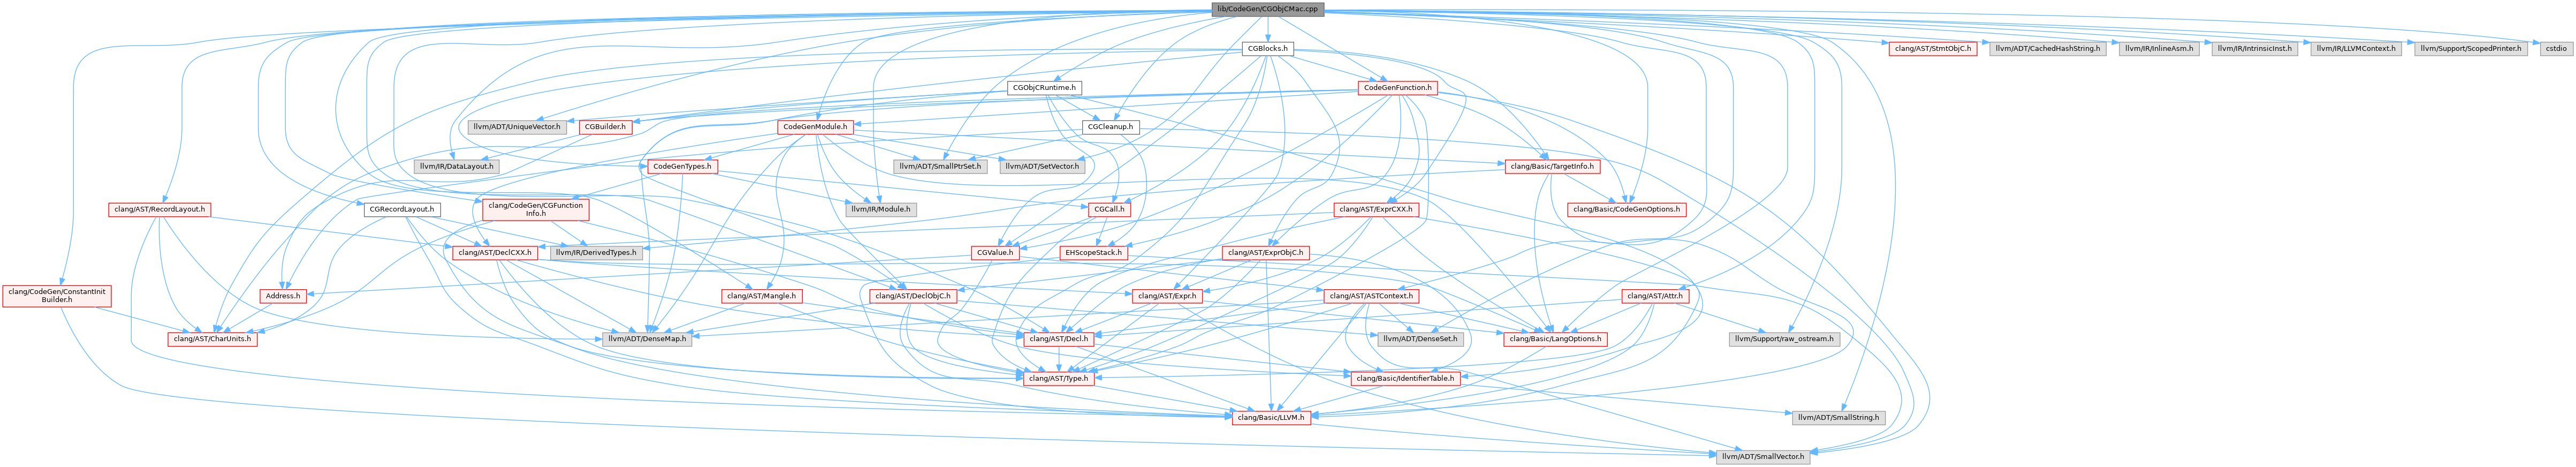 lib/CodeGen/CGObjCMac.cpp
CGBlocks.h
clang/AST/StmtObjC.h
llvm/ADT/CachedHashString.h
llvm/IR/InlineAsm.h
llvm/IR/IntrinsicInst.h
llvm/IR/LLVMContext.h
llvm/Support/ScopedPrinter.h
cstdio
CGObjCRuntime.h
CodeGenFunction.h
llvm/ADT/UniqueVector.h
CGBuilder.h
CodeGenModule.h
CGCleanup.h
llvm/IR/DataLayout.h
CodeGenTypes.h
llvm/ADT/SmallPtrSet.h
llvm/ADT/SetVector.h
clang/Basic/TargetInfo.h
clang/AST/RecordLayout.h
CGRecordLayout.h
clang/CodeGen/CGFunction
Info.h
llvm/IR/Module.h
CGCall.h
clang/AST/ExprCXX.h
clang/Basic/CodeGenOptions.h
clang/AST/DeclCXX.h
llvm/IR/DerivedTypes.h
CGValue.h
EHScopeStack.h
clang/AST/ExprObjC.h
clang/CodeGen/ConstantInit
Builder.h
Address.h
clang/AST/Mangle.h
clang/AST/DeclObjC.h
clang/AST/Expr.h
clang/AST/ASTContext.h
clang/AST/Attr.h
clang/AST/CharUnits.h
llvm/ADT/DenseMap.h
clang/AST/Decl.h
llvm/ADT/DenseSet.h
clang/Basic/LangOptions.h
llvm/Support/raw_ostream.h
clang/AST/Type.h
clang/Basic/IdentifierTable.h
clang/Basic/LLVM.h
llvm/ADT/SmallString.h
llvm/ADT/SmallVector.h